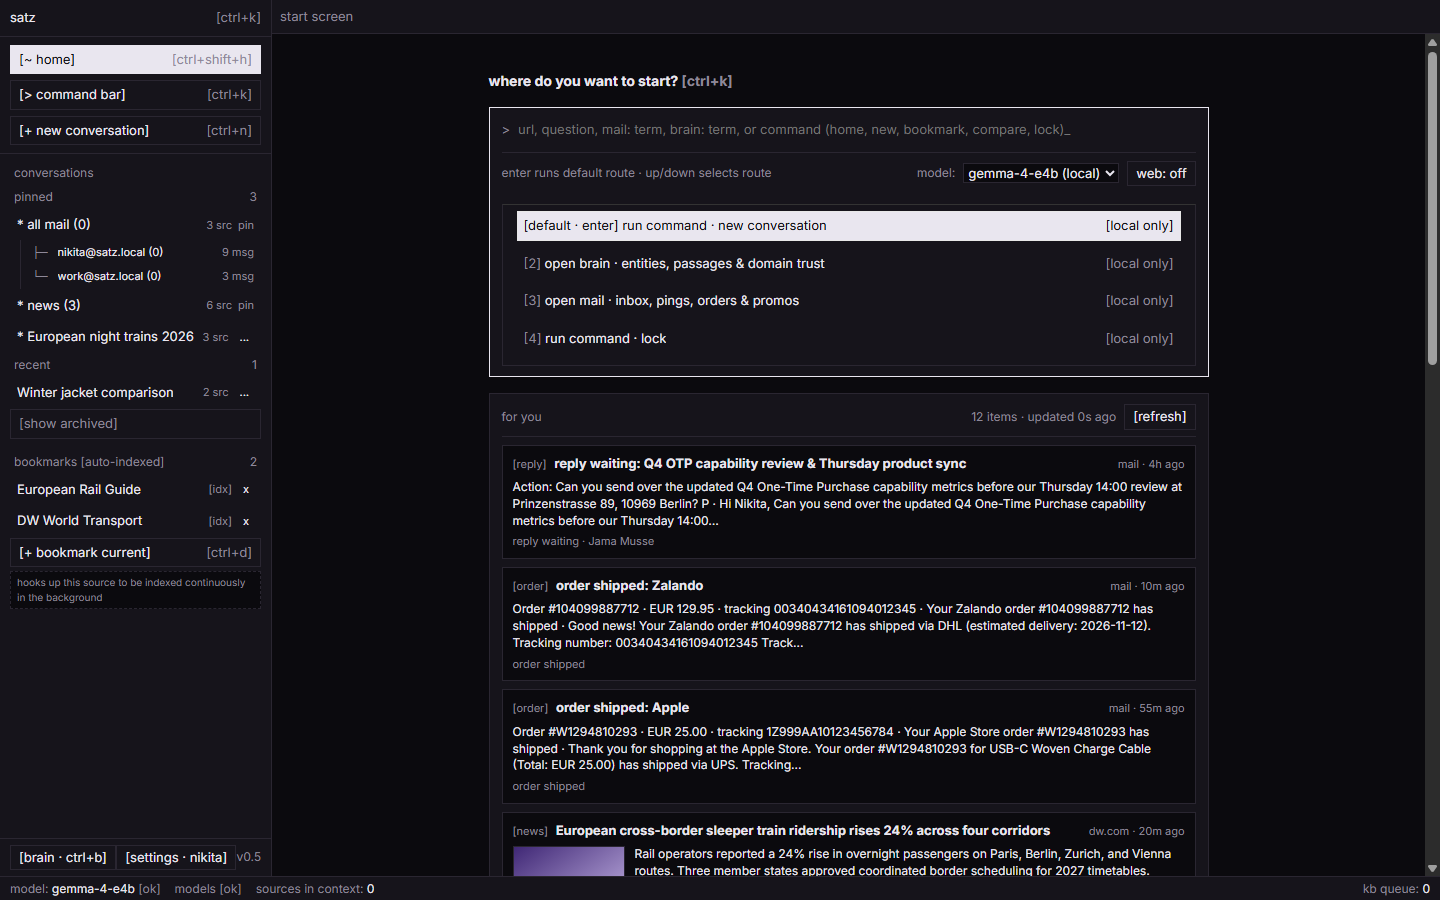 satz [ctrl+k]
[~ home] [ctrl+shift+h]
[> command bar] [ctrl+k]
[+ new conversation] [ctrl+n]
conversations
pinned 3
* all mail (0) 3 src pin
nikita@satz.local (0) 9 msg
work@satz.local (0) 3 msg
* news (3) 6 src pin
* European night trains 2026 3 src ...
recent 1
Winter jacket comparison 2 src ...
[show archived]
bookmarks [auto-indexed] 2
European Rail Guide [idx] x
DW World Transport [idx] x
[+ bookmark current] [ctrl+d]
hooks up this source to be indexed continuously
in the background
[brain · ctrl+b] [settings · nikita] v0.5
start screen
where do you want to start? [ctrl+k]
> url, question, mail: term, brain: term, or command (home, new, bookmark, compare, lock)_
enter runs default route · up/down selects route model: gemma-4-e4b (local) web: off
[default · enter] run command · new conversation [local only]
[2] open brain · entities, passages & domain trust [local only]
[3] open mail · inbox, pings, orders & promos [local only]
[4] run command · lock [local only]
for you 12 items · updated 0s ago [refresh]
[reply] reply waiting: Q4 OTP capability review & Thursday product sync mail · 4h ago
Action: Can you send over the updated Q4 One-Time Purchase capability metrics before our Thursday 14:00 review at
Prinzenstrasse 89, 10969 Berlin? P · Hi Nikita, Can you send over the updated Q4 One-Time Purchase capability
metrics before our Thursday 14:00...
reply waiting · Jama Musse
[order] order shipped: Zalando mail · 10m ago
Order #104099887712 · EUR 129.95 · tracking 00340434161094012345 · Your Zalando order #104099887712 has
shipped · Good news! Your Zalando order #104099887712 has shipped via DHL (estimated delivery: 2026-11-12).
Tracking number: 00340434161094012345 Track...
order shipped
[order] order shipped: Apple mail · 55m ago
Order #W1294810293 · EUR 25.00 · tracking 1Z999AA10123456784 · Your Apple Store order #W1294810293 has
shipped · Thank you for shopping at the Apple Store. Your order #W1294810293 for USB-C Woven Charge Cable
(Total: EUR 25.00) has shipped via UPS. Tracking...
order shipped
[news] European cross-border sleeper train ridership rises 24% across four corridors dw.com · 20m ago
Rail operators reported a 24% rise in overnight passengers on Paris, Berlin, Zurich, and Vienna
routes. Three member states approved coordinated border scheduling for 2027 timetables.
model: gemma-4-e4b [ok] models [ok] sources in context: 0 kb queue: 0